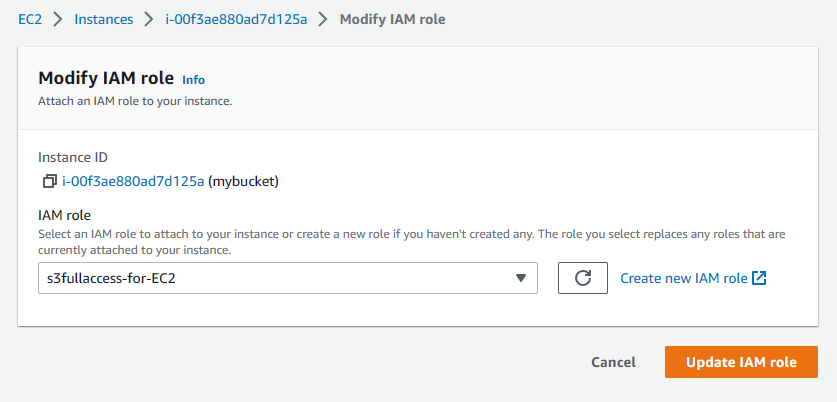 EC2 > Instances > i-00f3ae880ad7d125a > Modify IAM role
Modify IAM role Info
Attach an IAM role to your instance.
Instance ID
i-00f3ae880ad7d125a (mybucket)
IAM role
Select an IAM role to attach to your instance or create a new role if you haven't created any. The role you select replaces any roles that are
currently attached to your instance.
s3fullaccess-for-EC2
Create new IAM role
Cancel
Update IAM role